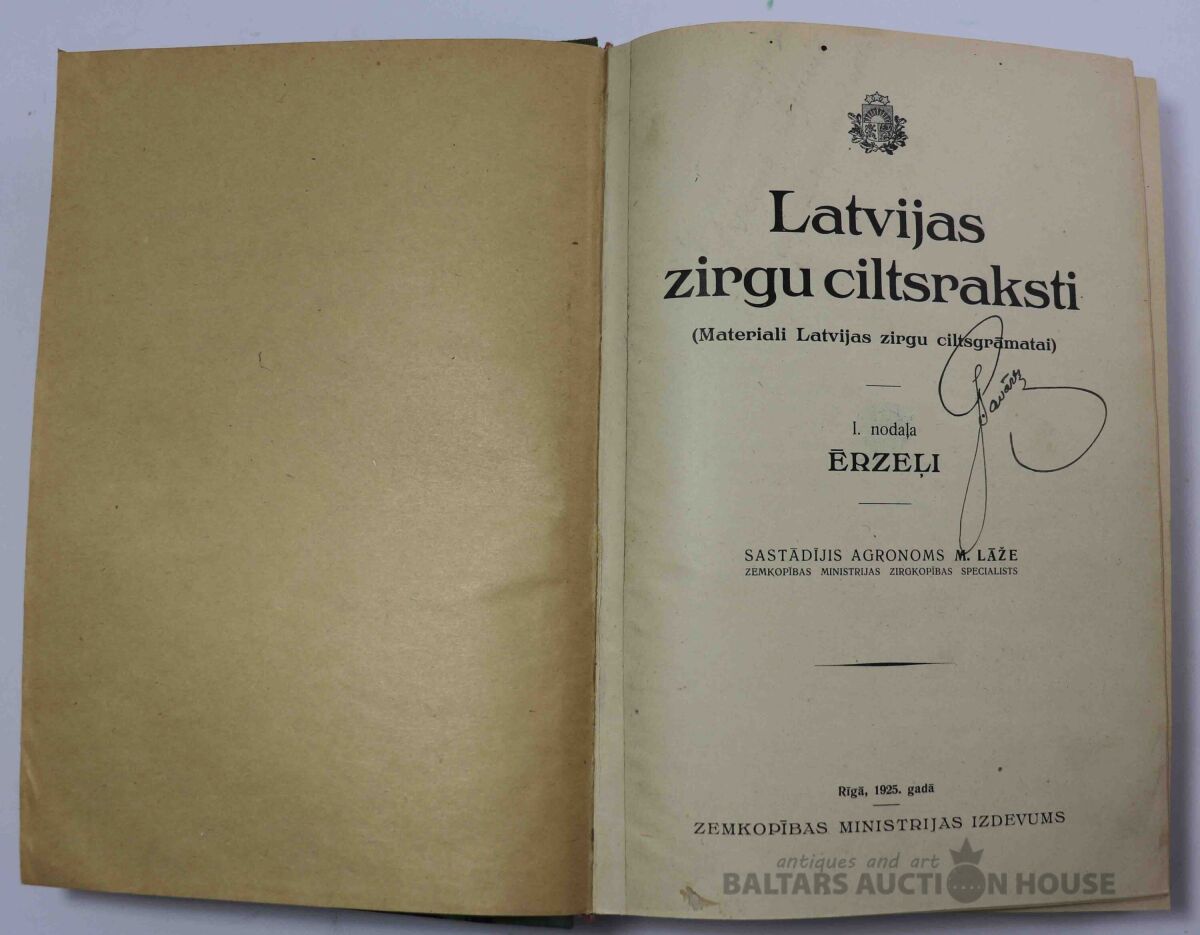 Latvijas
zirgu ciltsraksti
(Materiali Latvijas zirgu ciltsgrāmatai)
I. nodaļa
ĒRZEĻI
SASTĀDĪJIS AGRONOMS M. LĀŽE
ZEMKOPĪBAS MINISTRIJAS ZIRGKOPĪBAS SPECIALISTS
Rīgā, 1925. gadā
ZEMKOPĪBAS MINISTRIJAS IZDEVUMS
antiques and art
BALTARS AUCTION HOUSE